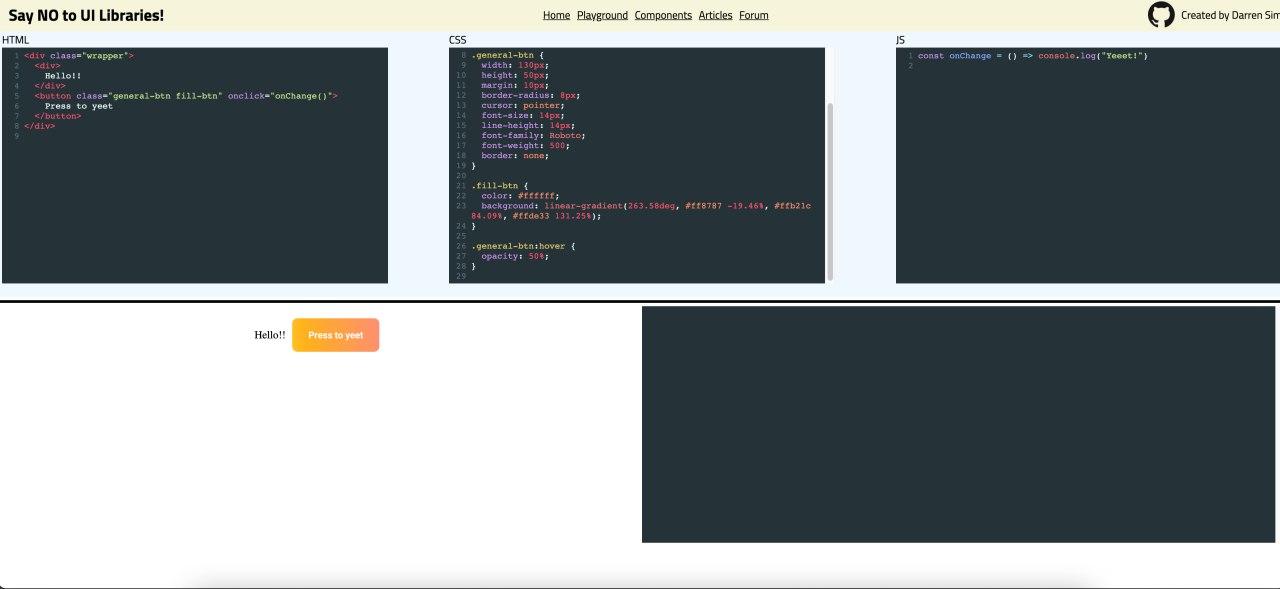 Say NO to UI Libraries!
Home Playground Components Articles Forum
Created by Darren Sim
HTML
1 <div class="wrapper">
2 <div>
3 Hello!!
4 </div>
5 <button class="general-btn fill-btn" onclick="onChange()">
6 Press to yeet
7 </button>
8 </div>
9
CSS
8 .general-btn {
9 width: 130px;
10 height: 50px;
11 margin: 10px;
12 border-radius: 8px;
13 cursor: pointer;
14 font-size: 14px;
15 line-height: 14px;
16 font-family: Roboto;
17 font-weight: 500;
18 border: none;
19 }
20
21 .fill-btn {
22 color: #ffffff;
23 background: linear-gradient(263.58deg, #ff8787 -19.46%, #ffb21c
84.09%, #ffde33 131.25%);
24 }
25
26 .general-btn:hover {
27 opacity: 50%;
28 }
29
JS
1 const onChange = () => console.log("Yeeet!")
2
Hello!! Press to yeet